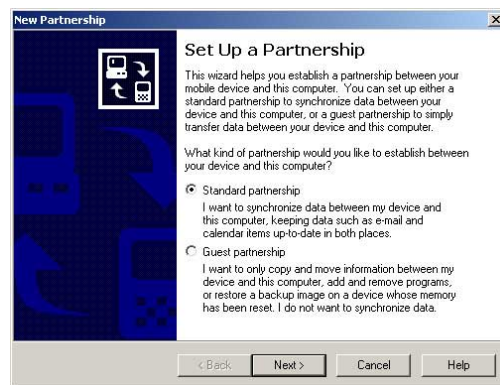 New Partnership
Set Up a Partnership
This wizard helps you establish a partnership between your
mobile device and this computer. You can set up either a
standard partnership to synchronize data between your
device and this computer, or a guest partnership to simply
transfer data between your device and this computer.
What kind of partnership would you like to establish between
your device and this computer?
Standard partnership
I want to synchronize data between my device and
this computer, keeping data such as e-mail and
calendar items up-to-date in both places.
Guest partnership
I want to only copy and move information between my
device and this computer, add and remove programs,
or restore a backup image on a device whose memory
has been reset. I do not want to synchronize data.
< Back Next > Cancel Help